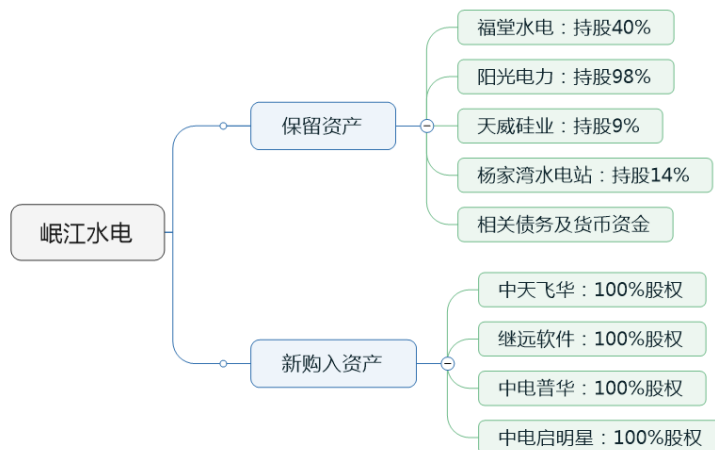 岷江水电
保留资产
福堂水电：持股40%
阳光电力：持股98%
天威硅业：持股9%
杨家湾水电站：持股14%
相关债务及货币资金
新购入资产
中天飞华：100%股权
继远软件：100%股权
中电普华：100%股权
中电启明星：100%股权